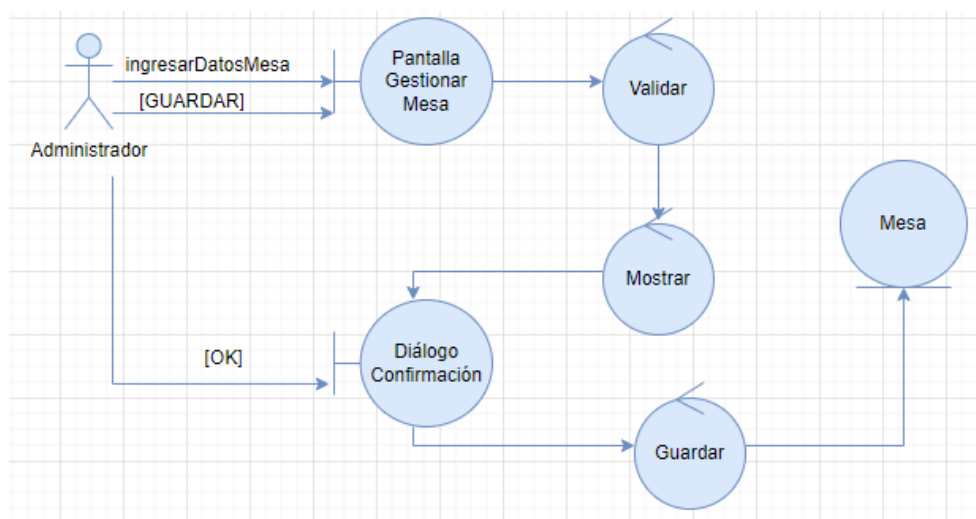 ingresarDatosMesa
[GUARDAR]
Administrador
Pantalla
Gestionar
Mesa
Validar
Mostrar
Mesa
[OK]
Diálogo
Confirmación
Guardar